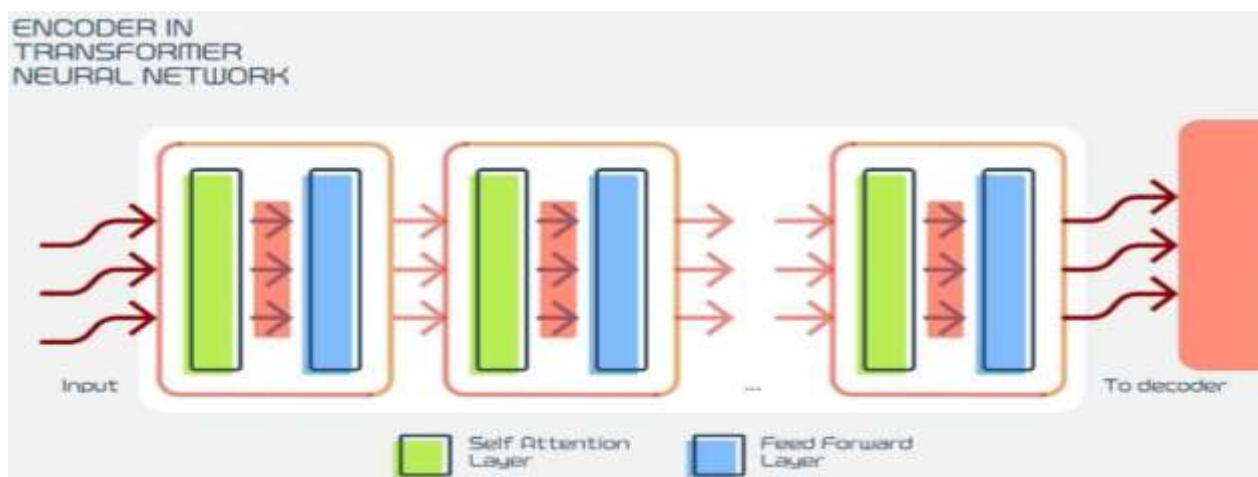 ENCODER IN
TRANSFORMER
NEURAL NETWORK
Input
...
To decoder
Self Attention
Layer
Feed Forward
Layer